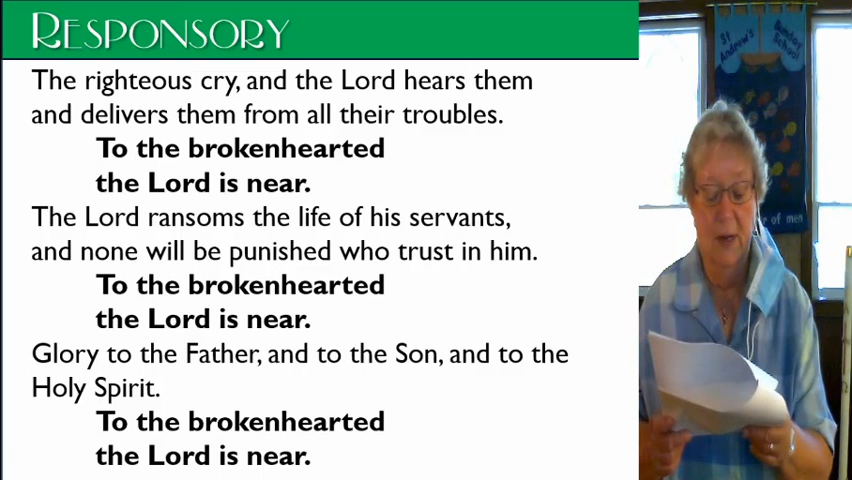 RESPONSORY
The righteous cry, and the Lord hears them
and delivers them from all their troubles.
To the brokenhearted
the Lord is near.
The Lord ransoms the life of his servants,
and none will be punished who trust in him.
To the brokenhearted
the Lord is near.
Glory to the Father, and to the Son, and to the
Holy Spirit.
To the brokenhearted
the Lord is near.
St Andrew's
Sunday School
of men